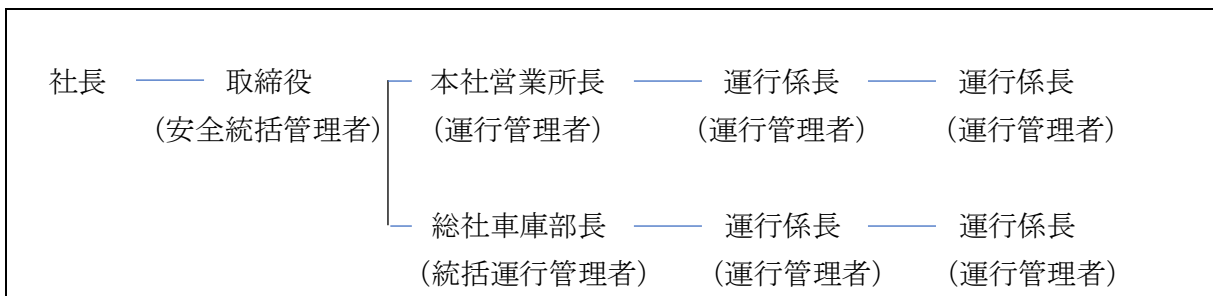 社長 取締役 本社営業所長 運行係長 運行係長
(安全統括管理者) (運行管理者) (運行管理者) (運行管理者)
総社車庫部長 運行係長 運行係長
(統括運行管理者) (運行管理者) (運行管理者)